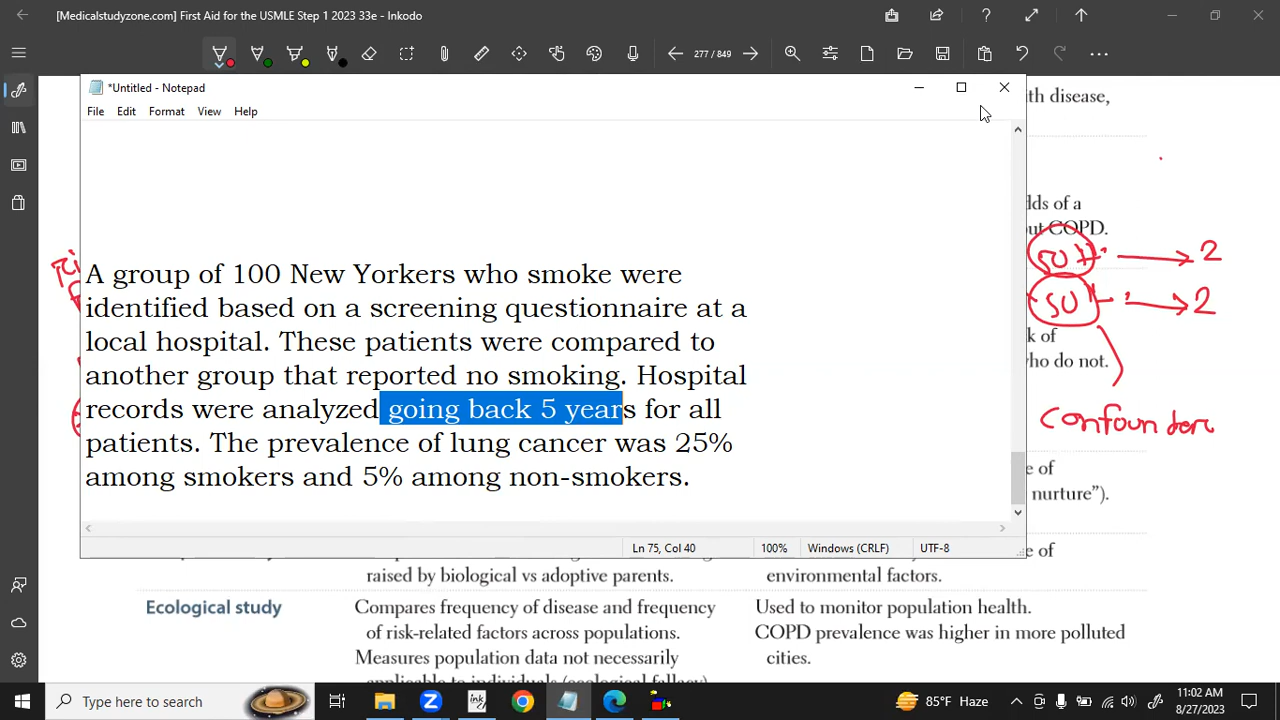 [Medicalstudyzone.com] First Aid for the USMLE Step 1 2023 33e - Inkodo
277 / 849
*Untitled - Notepad
File Edit Format View Help
A group of 100 New Yorkers who smoke were
identified based on a screening questionnaire at a
local hospital. These patients were compared to
another group that reported no smoking. Hospital
records were analyzed going back 5 years for all
patients. The prevalence of lung cancer was 25%
among smokers and 5% among non-smokers.
Ln 75, Col 40 100% Windows (CRLF) UTF-8
th disease,
dds of a
out COPD.
50 → 2
50 → 2
k of
who do not.
confounders
e of
nurture").
raised by biological vs adoptive parents.
e of
environmental factors.
Ecological study
Compares frequency of disease and frequency
of risk-related factors across populations.
Measures population data not necessarily
applicable to individuals (ecological fallacy)
Used to monitor population health.
COPD prevalence was higher in more polluted
cities.
Type here to search
85°F Haze
11:02 AM
8/27/2023